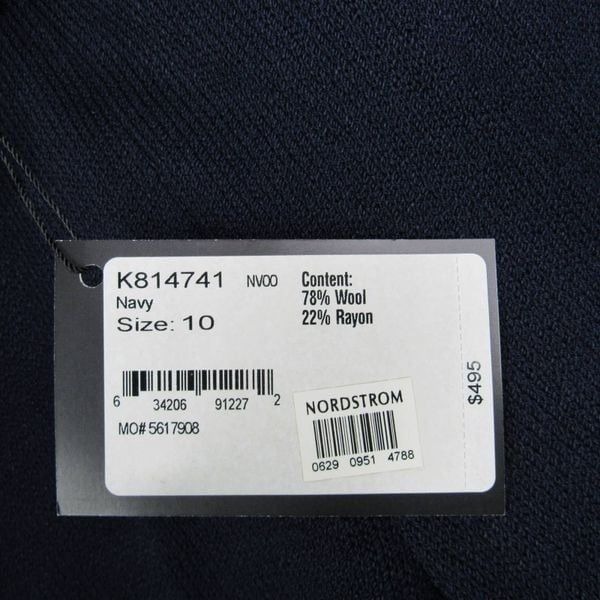 K814741 NV00
Navy
Size: 10
Content:
78% Wool
22% Rayon
6 34206 91227 2
MO# 5617908
NORDSTROM
0629 0951 4788
$495